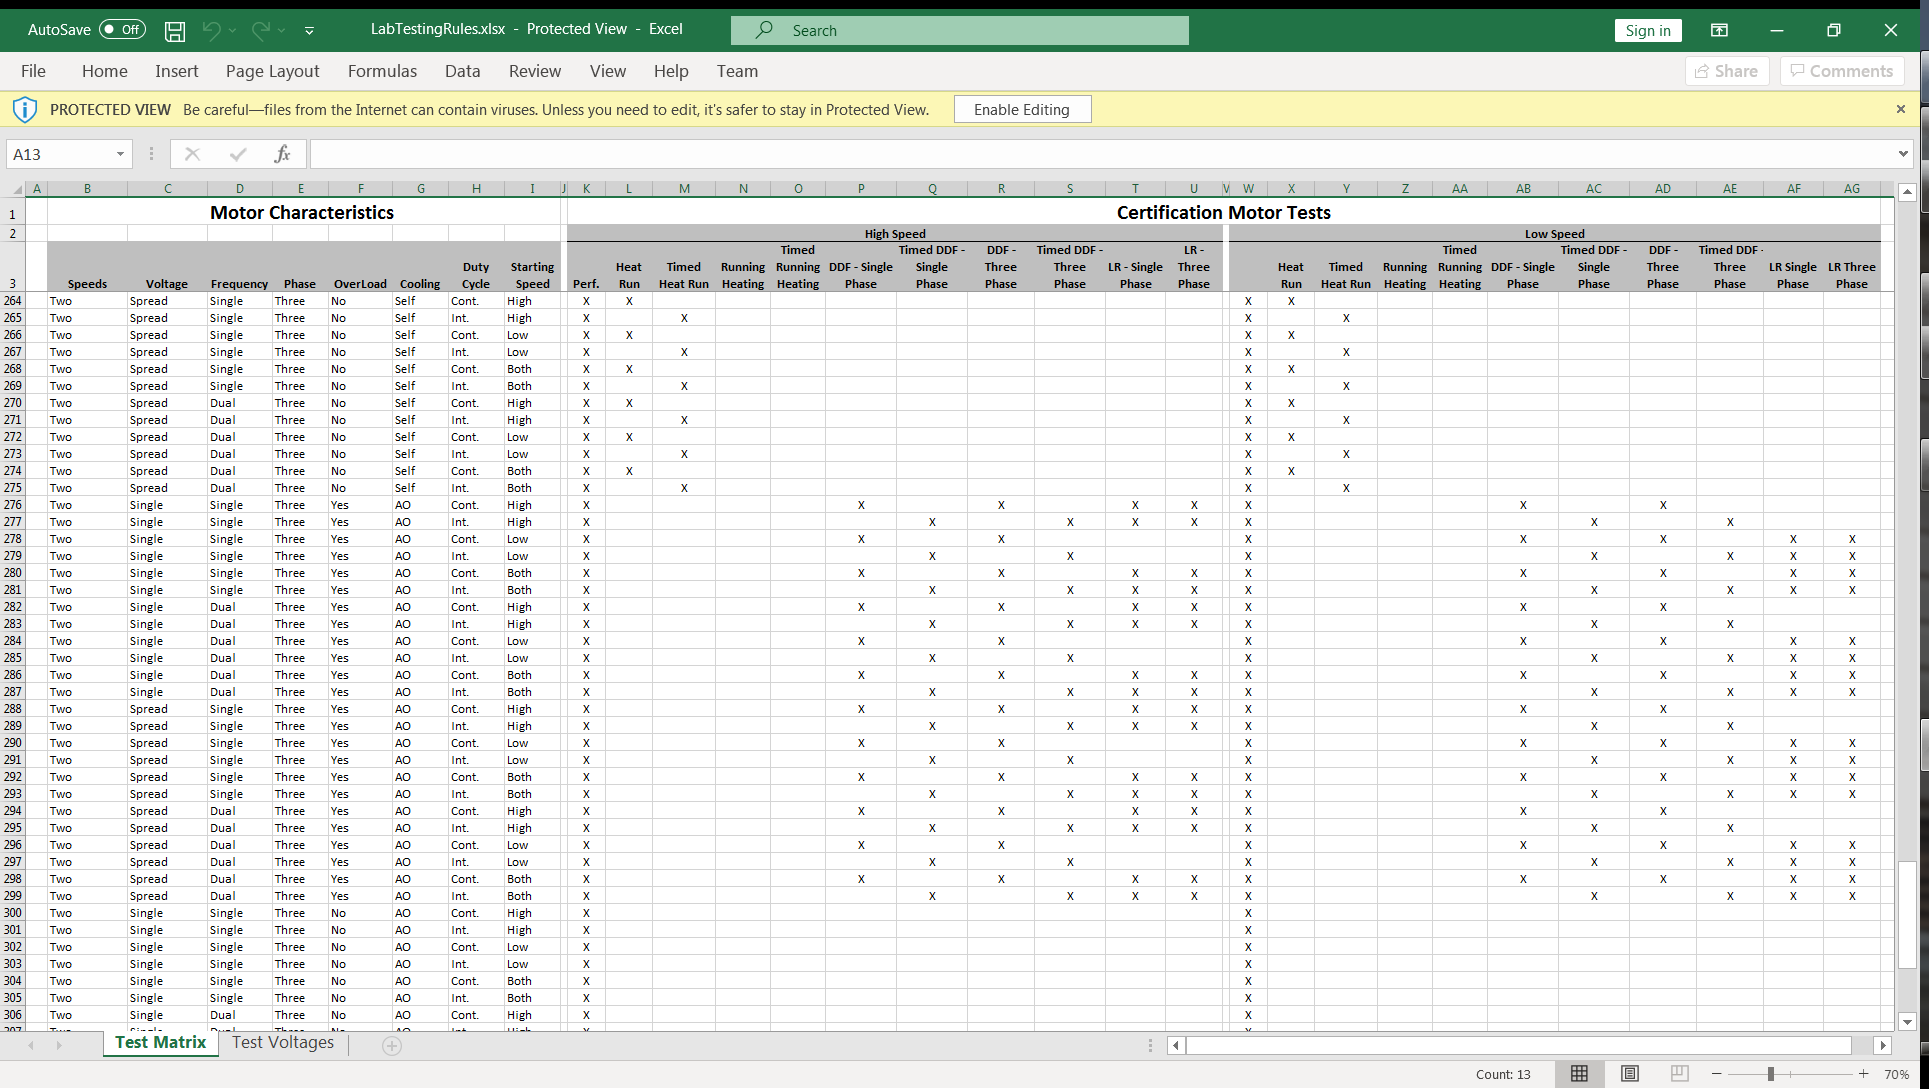 AutoSave Off LabTestingRules.xlsx - Protected View - Excel Search Sign in
File Home Insert Page Layout Formulas Data Review View Help Team Share Comments
PROTECTED VIEW Be careful—files from the Internet can contain viruses. Unless you need to edit, it's safer to stay in Protected View. Enable Editing
A13 fx
A B C D E F G H I J K L M N O P Q R S T U V W X Y Z AA AB AC AD AE AF AG
1 Motor Characteristics Certification Motor Tests
2 High Speed Low Speed
Timed Timed DDF - DDF - Timed DDF - LR - Timed Timed DDF - DDF - Timed DDF -
Duty Starting Heat Timed Running Running DDF - Single Single Three Three LR - Single Three Heat Timed Running Running DDF - Single Single Three Three LR Single LR Three
3 Speeds Voltage Frequency Phase OverLoad Cooling Cycle Speed Perf. Run Heat Run Heating Heating Phase Phase Phase Phase Phase Phase Run Heat Run Heating Heating Phase Phase Phase Phase Phase Phase
264 Two Spread Single Three No Self Cont. High X X X X
265 Two Spread Single Three No Self Int. High X X X X
266 Two Spread Single Three No Self Cont. Low X X X X
267 Two Spread Single Three No Self Int. Low X X X X
268 Two Spread Single Three No Self Cont. Both X X X X
269 Two Spread Single Three No Self Int. Both X X X X
270 Two Spread Dual Three No Self Cont. High X X X X
271 Two Spread Dual Three No Self Int. High X X X X
272 Two Spread Dual Three No Self Cont. Low X X X X
273 Two Spread Dual Three No Self Int. Low X X X X
274 Two Spread Dual Three No Self Cont. Both X X X X
275 Two Spread Dual Three No Self Int. Both X X X X
276 Two Single Single Three Yes AO Cont. High X X X X X X X X
277 Two Single Single Three Yes AO Int. High X X X X X X X X
278 Two Single Single Three Yes AO Cont. Low X X X X X X X X
279 Two Single Single Three Yes AO Int. Low X X X X X X X X
280 Two Single Single Three Yes AO Cont. Both X X X X X X X X X X
281 Two Single Single Three Yes AO Int. Both X X X X X X X X X X
282 Two Single Dual Three Yes AO Cont. High X X X X X X X X
283 Two Single Dual Three Yes AO Int. High X X X X X X X X
284 Two Single Dual Three Yes AO Cont. Low X X X X X X X X
285 Two Single Dual Three Yes AO Int. Low X X X X X X X X
286 Two Single Dual Three Yes AO Cont. Both X X X X X X X X X X
287 Two Single Dual Three Yes AO Int. Both X X X X X X X X X X
288 Two Spread Single Three Yes AO Cont. High X X X X X X X X
289 Two Spread Single Three Yes AO Int. High X X X X X X X X
290 Two Spread Single Three Yes AO Cont. Low X X X X X X X X
291 Two Spread Single Three Yes AO Int. Low X X X X X X X X
292 Two Spread Single Three Yes AO Cont. Both X X X X X X X X X X
293 Two Spread Single Three Yes AO Int. Both X X X X X X X X X X
294 Two Spread Dual Three Yes AO Cont. High X X X X X X X X
295 Two Spread Dual Three Yes AO Int. High X X X X X X X X
296 Two Spread Dual Three Yes AO Cont. Low X X X X X X X X
297 Two Spread Dual Three Yes AO Int. Low X X X X X X X X
298 Two Spread Dual Three Yes AO Cont. Both X X X X X X X X X X
299 Two Spread Dual Three Yes AO Int. Both X X X X X X X X X X
300 Two Single Single Three No AO Cont. High X X
301 Two Single Single Three No AO Int. High X X
302 Two Single Single Three No AO Cont. Low X X
303 Two Single Single Three No AO Int. Low X X
304 Two Single Single Three No AO Cont. Both X X
305 Two Single Single Three No AO Int. Both X X
306 Two Single Dual Three No AO Cont. High X X
Test Matrix Test Voltages
Count: 13 70%